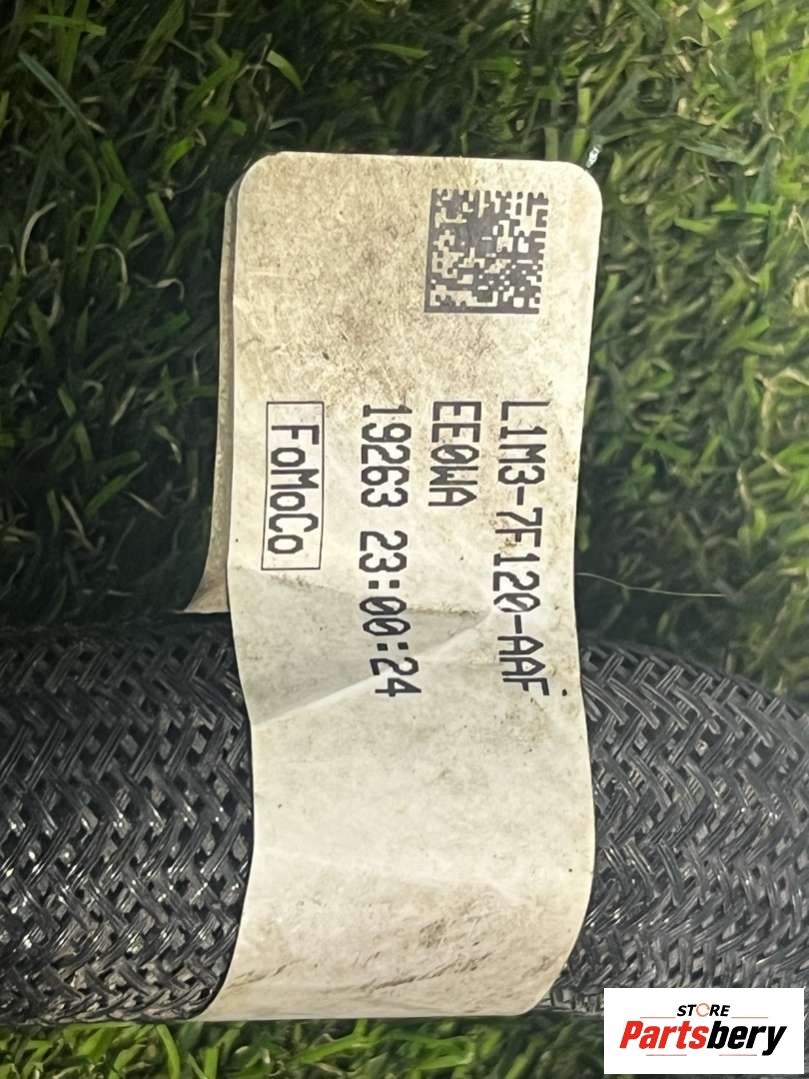 L1M3-7F120-AAF
EE0WA
19263 23:00:24
FoMoCo
STORE
Partsbery